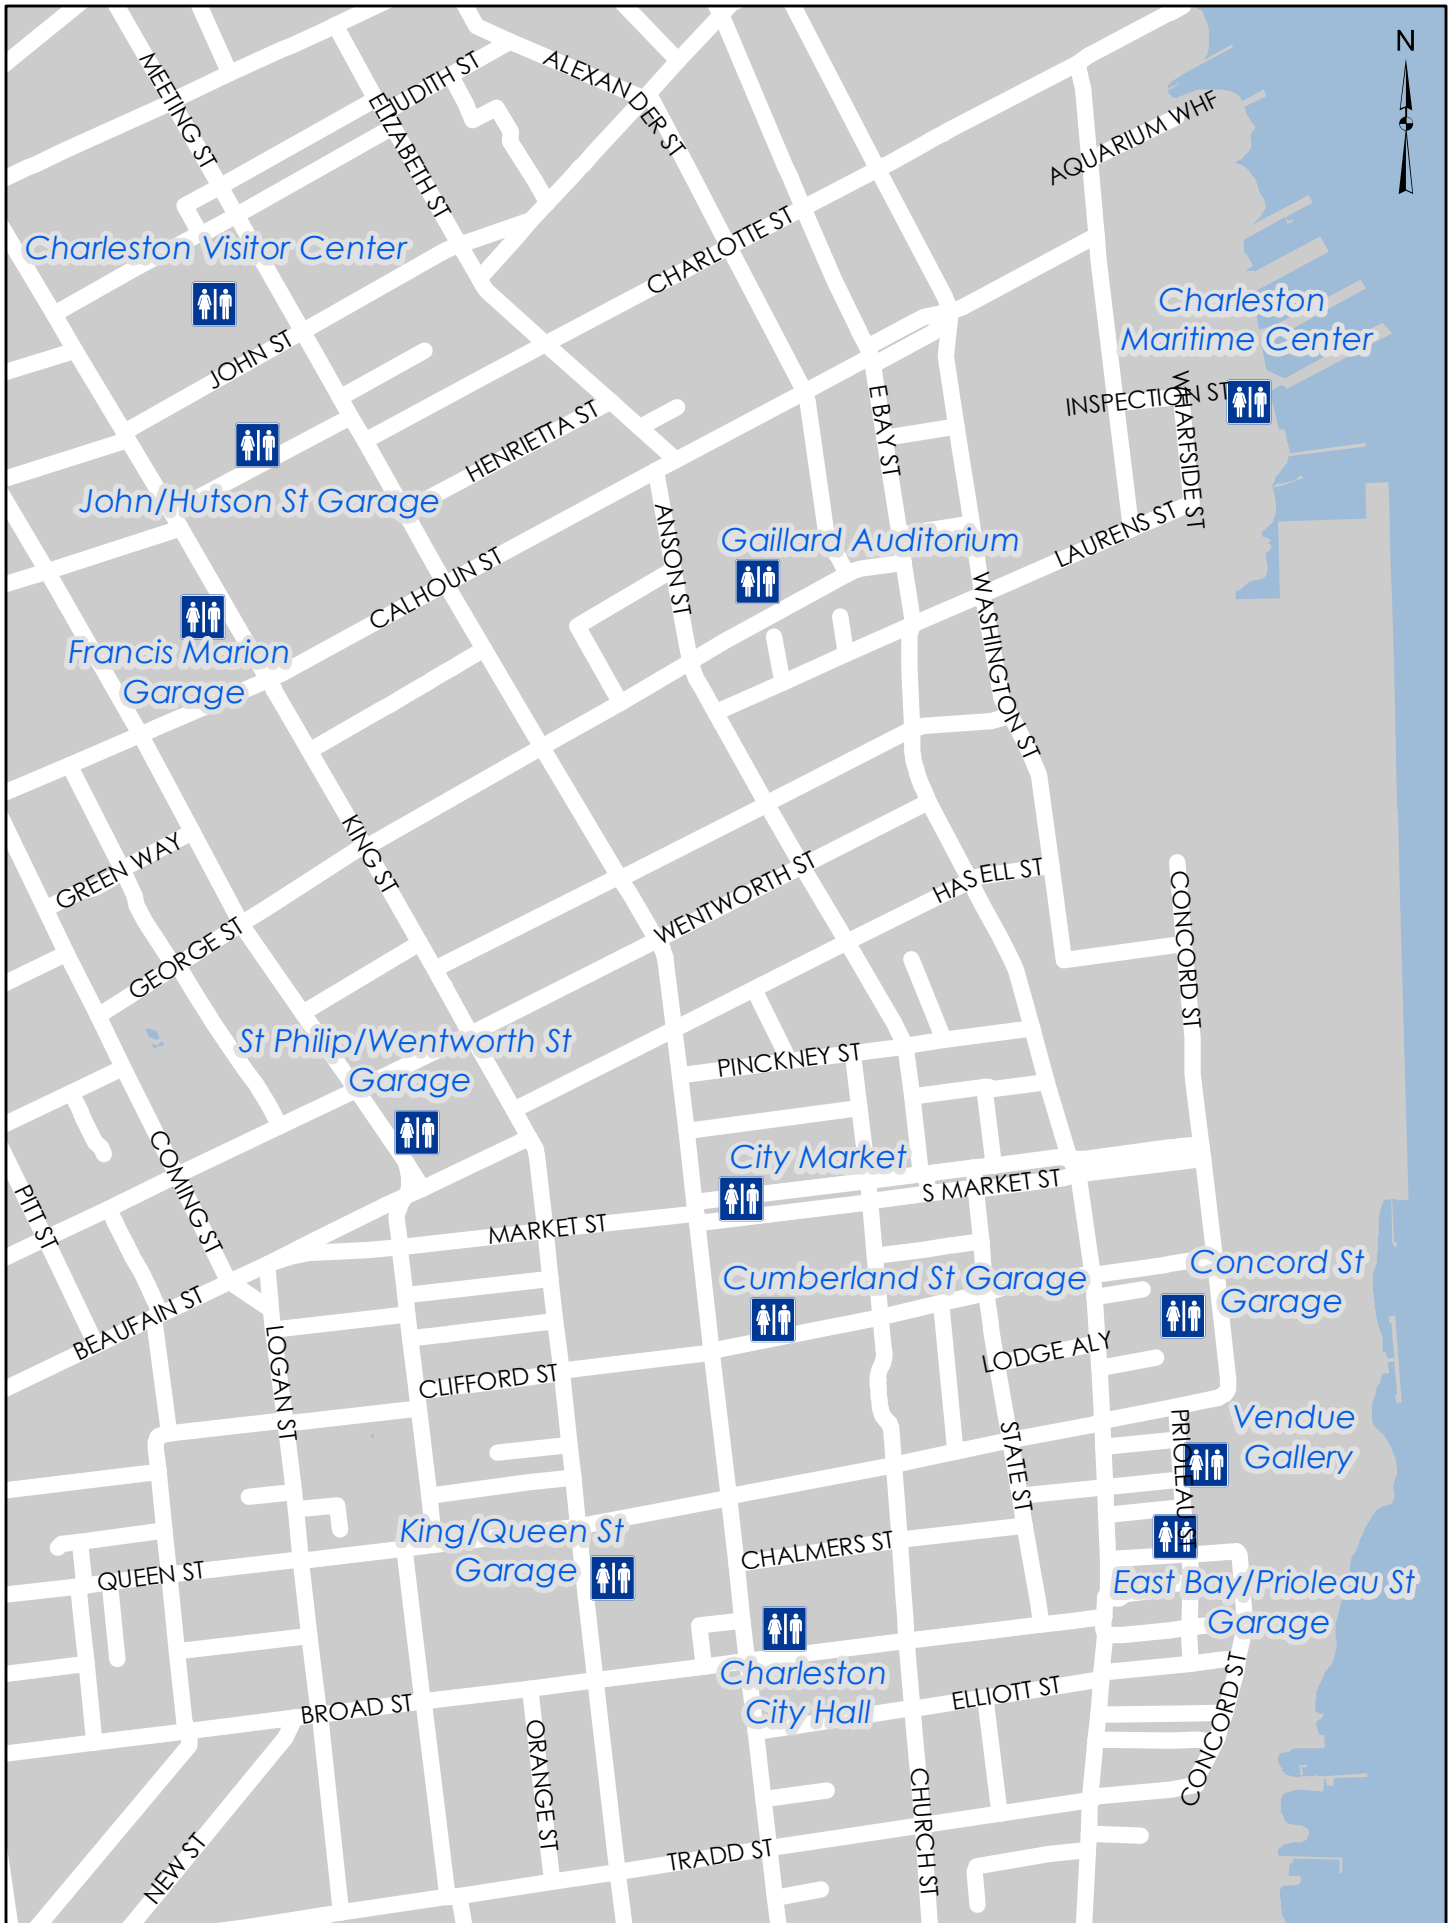 N
MEETING ST
JUDITH ST
ELIZABETH ST
ALEXANDER ST
AQUARIUM WHF
Charleston Visitor Center
CHARLOTTE ST
JOHN ST
Charleston
Maritime Center
INSPECTION ST
WHARFSIDE ST
E BAY ST
HENRIETTA ST
John/Hutson St Garage
ANSON ST
LAURENS ST
Gaillard Auditorium
CALHOUN ST
WASHINGTON ST
Francis Marion
Garage
KING ST
GREEN WAY
WENTWORTH ST
HASELL ST
CONCORD ST
GEORGE ST
St Philip/Wentworth St
Garage
PINCKNEY ST
COMING ST
PITT ST
City Market
S MARKET ST
MARKET ST
Cumberland St Garage
Concord St
Garage
BEAUFAIN ST
LOGAN ST
LODGE ALY
CLIFFORD ST
PRIOLEAU ST
Vendue
Gallery
STATE ST
King/Queen St
Garage
CHALMERS ST
QUEEN ST
East Bay/Prioleau St
Garage
Charleston
City Hall
ELLIOTT ST
CONCORD ST
BROAD ST
ORANGE ST
CHURCH ST
NEW ST
TRADD ST